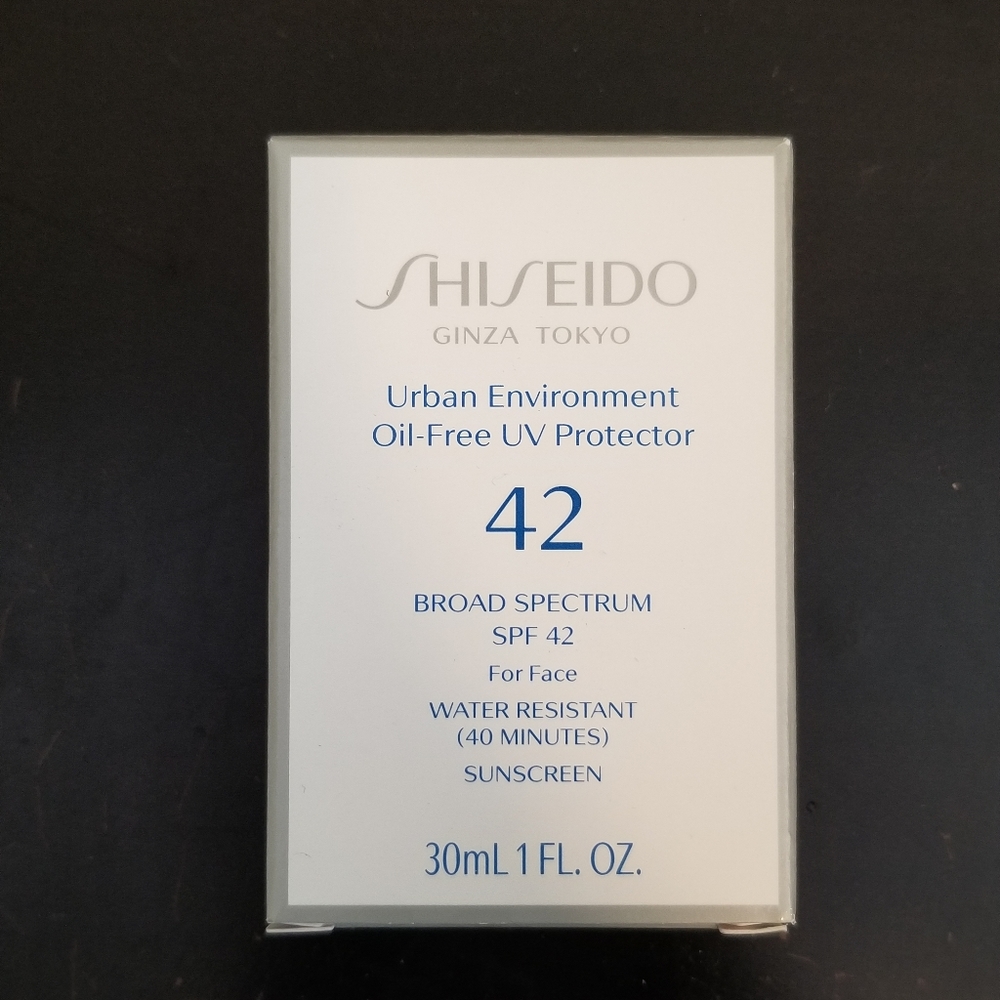 SHISEIDO
GINZA TOKYO
Urban Environment
Oil-Free UV Protector
42
BROAD SPECTRUM
SPF 42
For Face
WATER RESISTANT
(40 MINUTES)
SUNSCREEN
30mL 1 FL. OZ.